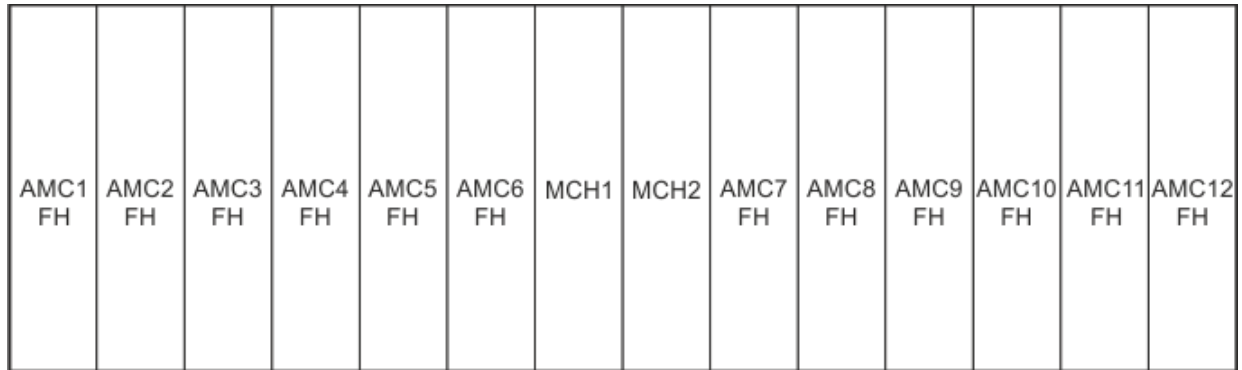 AMC1
FH
AMC2
FH
AMC3
FH
AMC4
FH
AMC5
FH
AMC6
FH
MCH1
MCH2
AMC7
FH
AMC8
FH
AMC9
FH
AMC10
FH
AMC11
FH
AMC12
FH